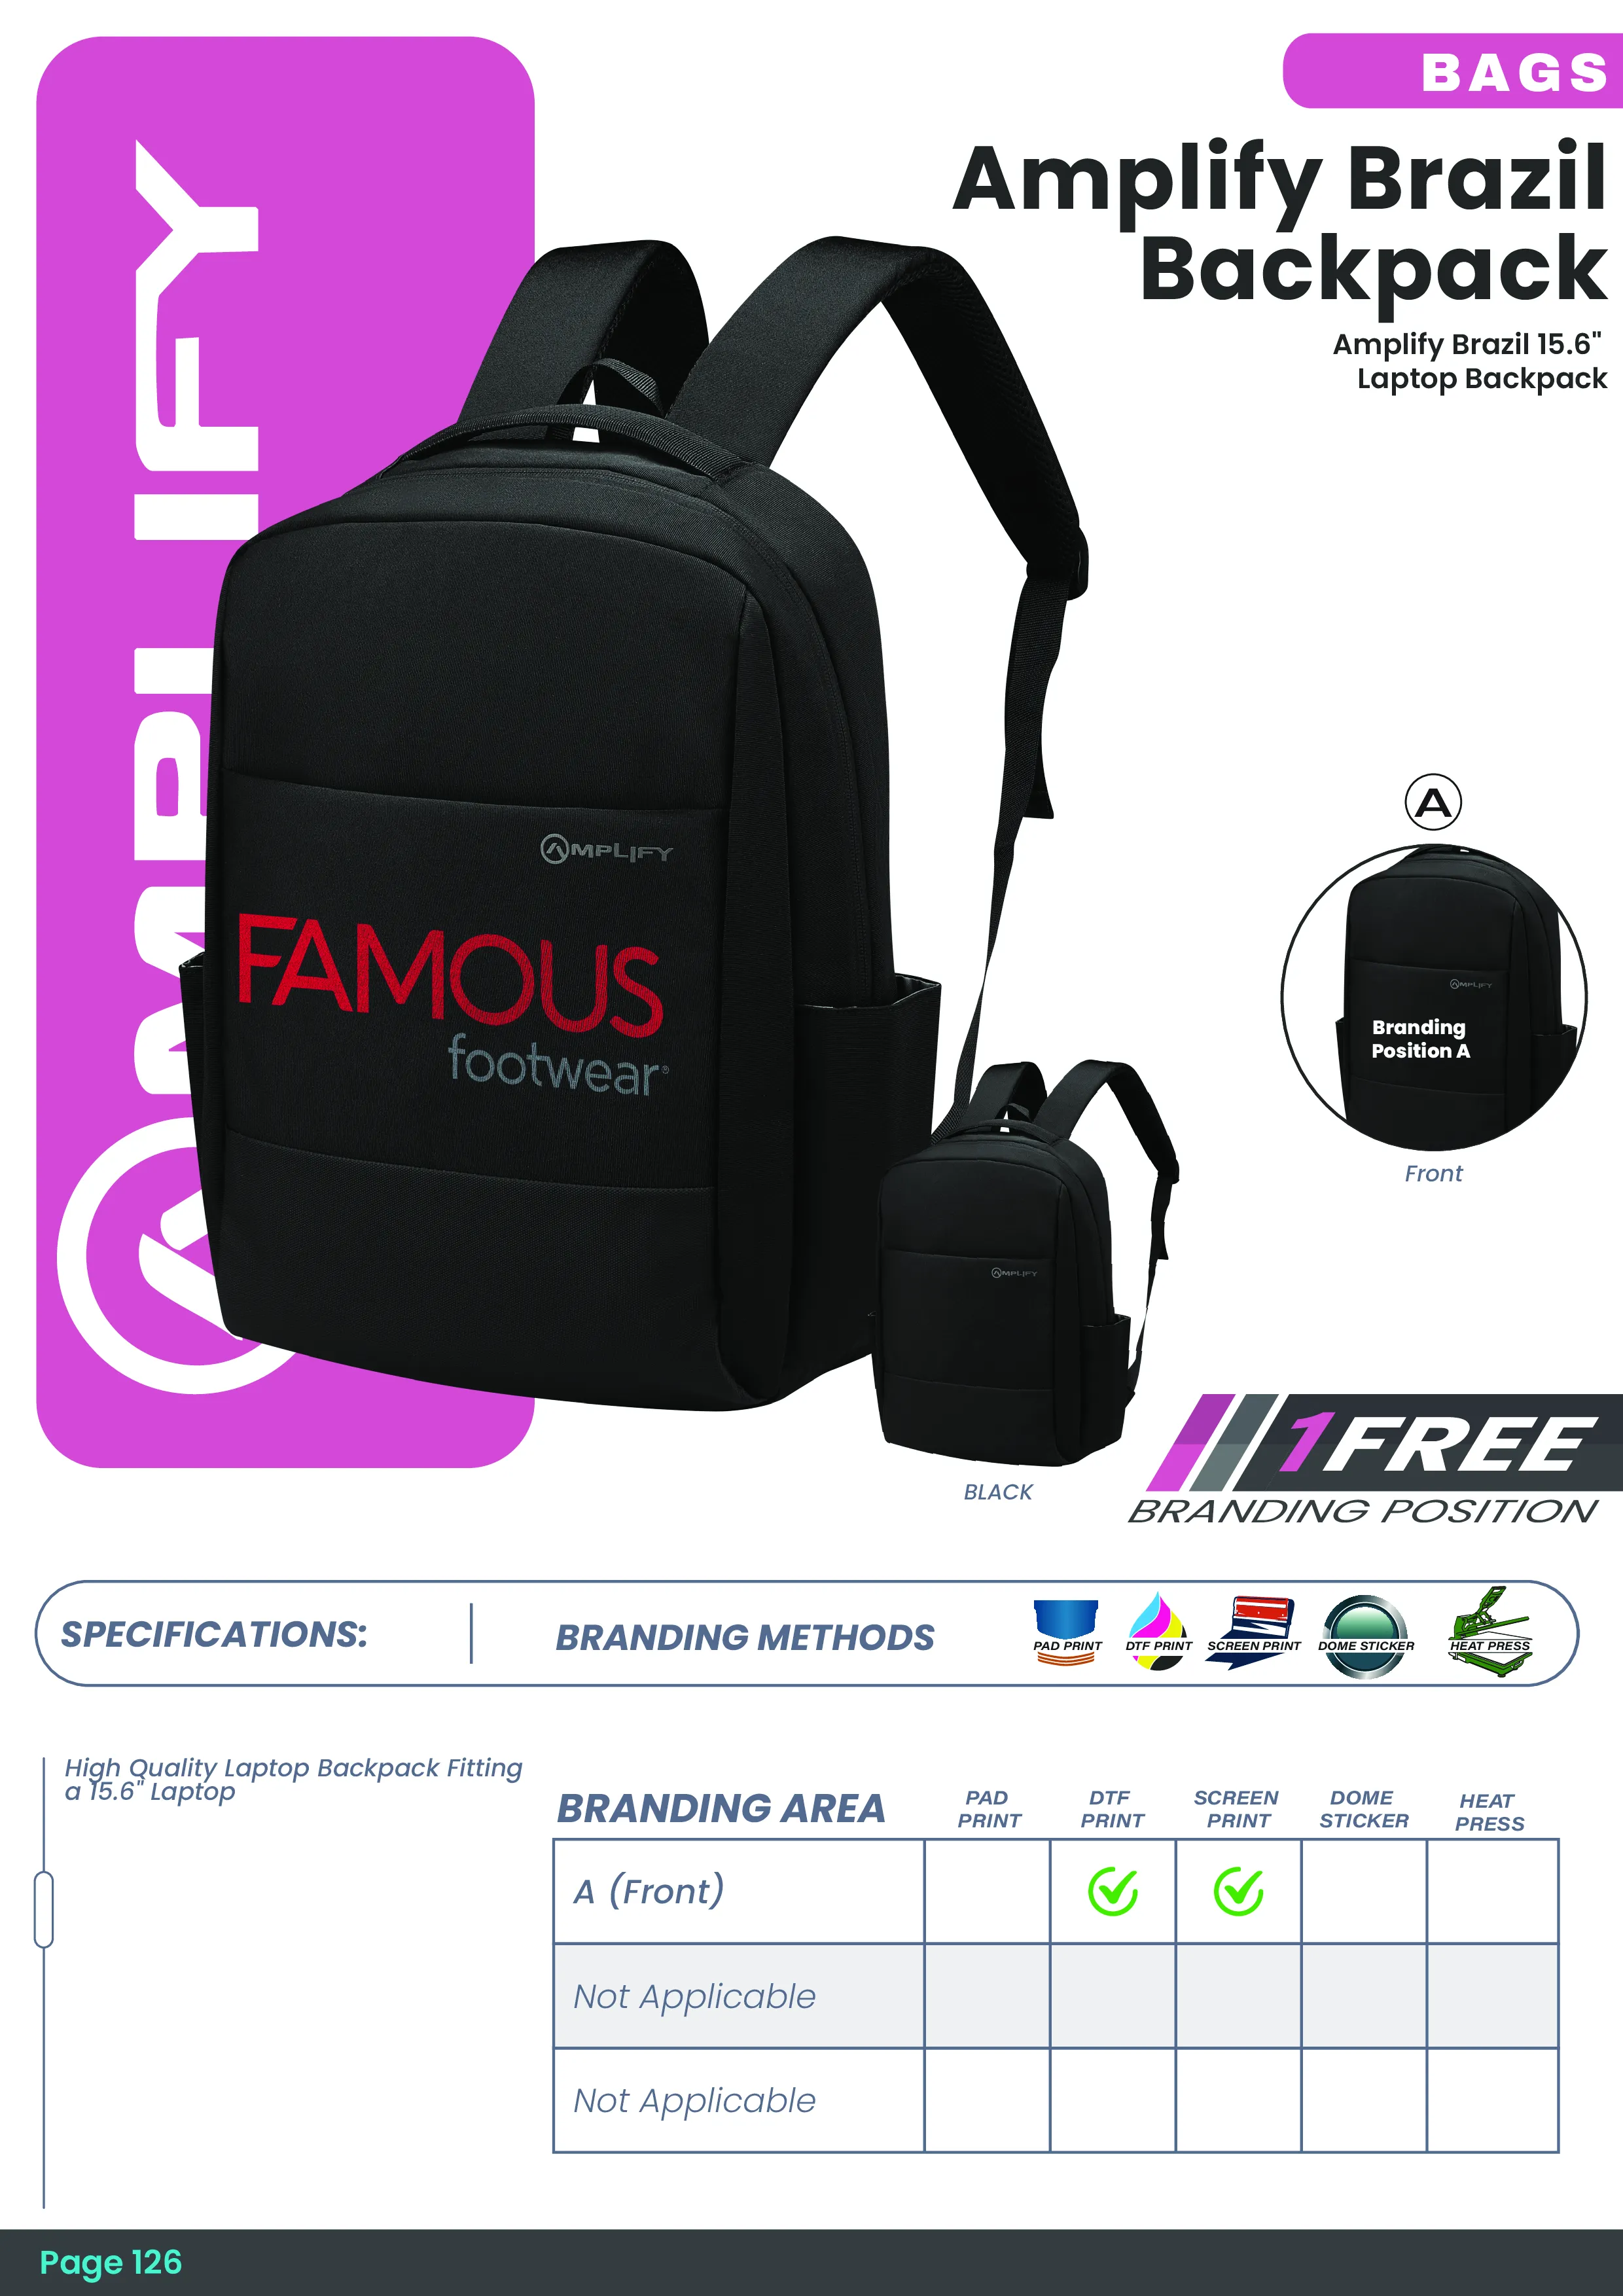 BAGS
Amplify Brazil
Backpack
Amplify Brazil 15.6"
Laptop Backpack
AMPLIFY
AMPLIFY
FAMOUS
footwear®
A
AMPLIFY
Branding
Position A
Front
AMPLIFY
BLACK
1 FREE
BRANDING POSITION
SPECIFICATIONS:
BRANDING METHODS
PAD PRINT
DTF PRINT
SCREEN PRINT
DOME STICKER
HEAT PRESS
High Quality Laptop Backpack Fitting
a 15.6" Laptop
BRANDING AREA
PAD
PRINT
DTF
PRINT
SCREEN
PRINT
DOME
STICKER
HEAT
PRESS
A (Front)
Not Applicable
Not Applicable
Page 126